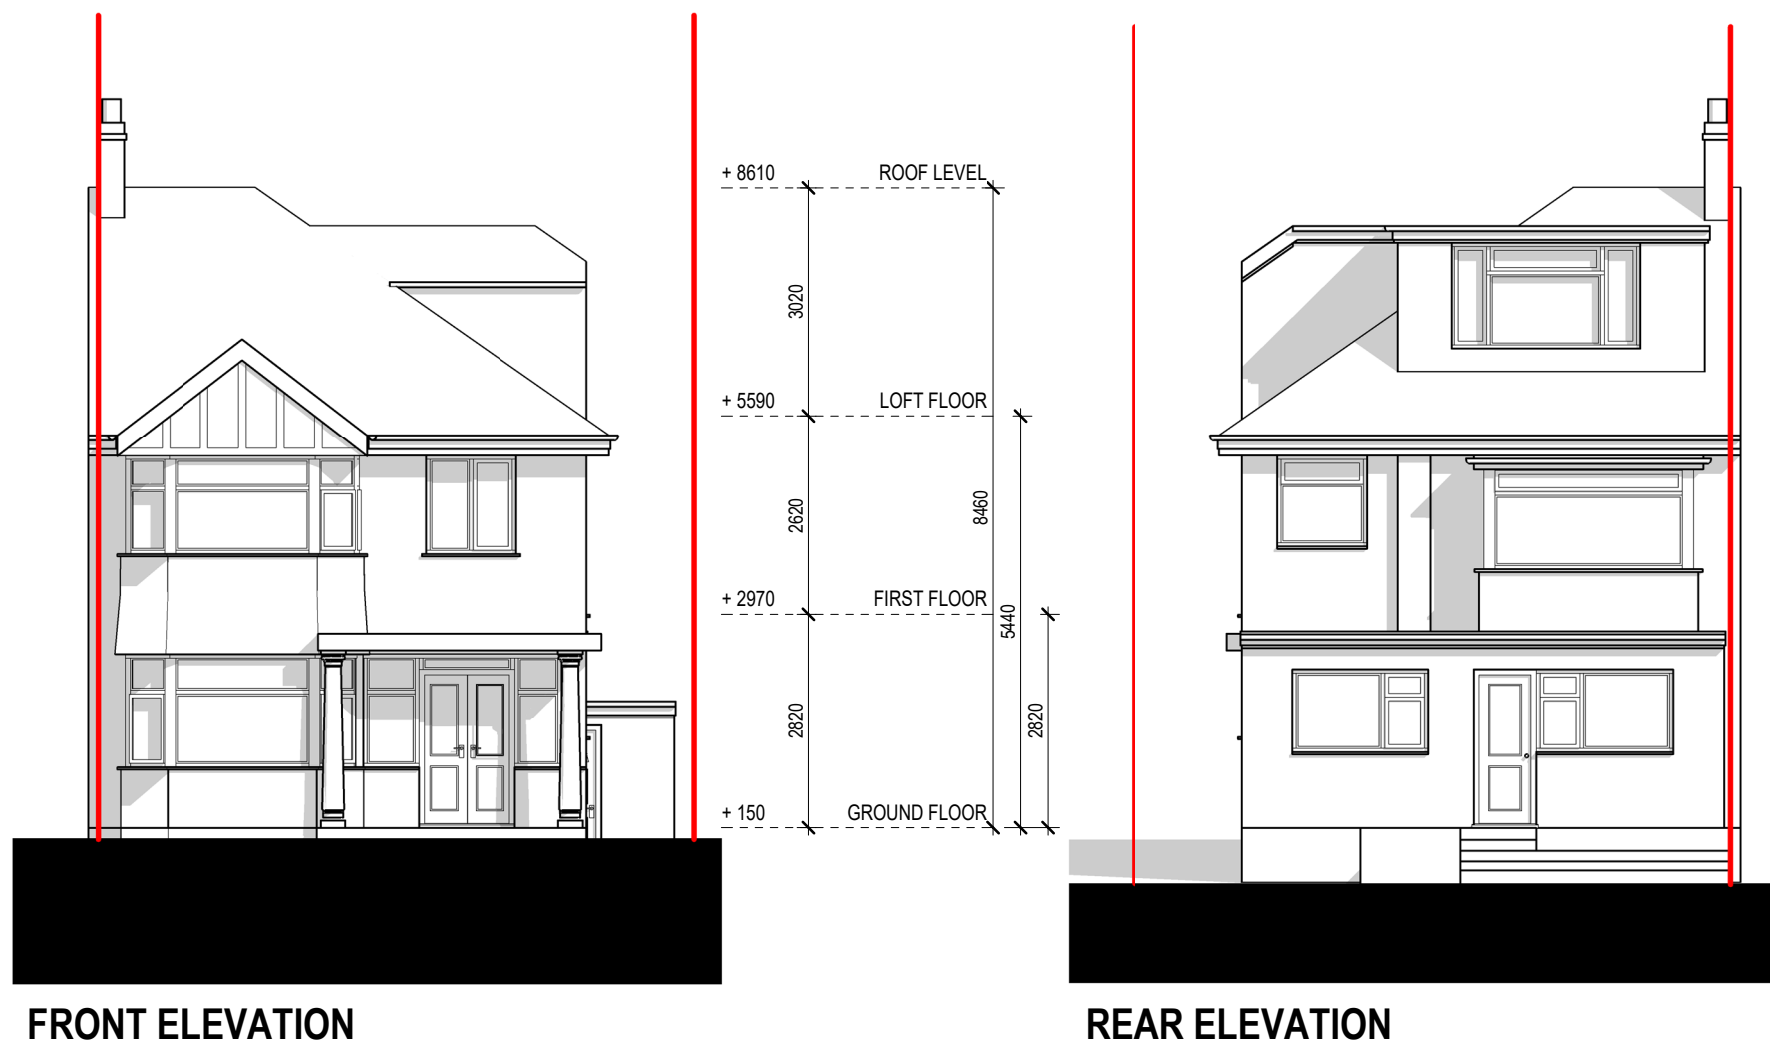 + 8610 ROOF LEVEL
3020
+ 5590 LOFT FLOOR
2620
8460
+ 2970 FIRST FLOOR
5440
2820
2820
+ 150 GROUND FLOOR
FRONT ELEVATION
REAR ELEVATION